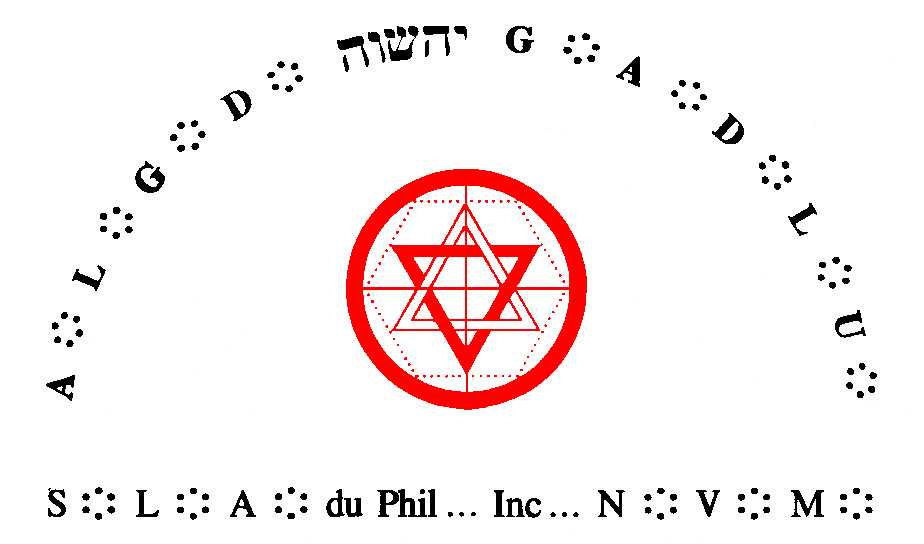 A ⠿ L ⠿ G ⠿ D ⠿ יהשוה G ⠿ A ⠿ D ⠿ L ⠿ U ⠿
S ⠿ L ⠿ A ⠿ du Phil ... Inc ... N ⠿ V ⠿ M ⠿